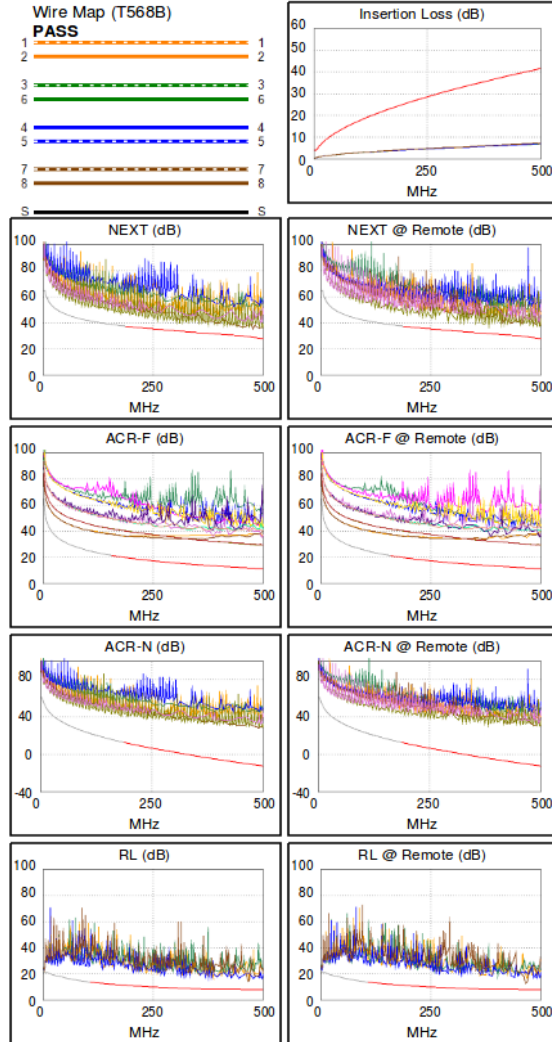 Wire Map (T568B)
PASS
1 1
2 2
3 3
6 6
4 4
5 5
7 7
8 8
S S
Insertion Loss (dB)
60
50
40
30
20
10
0
0 250 500
MHz
NEXT (dB)
100
80
60
40
20
0
0 250 500
MHz
NEXT @ Remote (dB)
100
80
60
40
20
0
0 250 500
MHz
ACR-F (dB)
100
80
60
40
20
0
0 250 500
MHz
ACR-F @ Remote (dB)
100
80
60
40
20
0
0 250 500
MHz
ACR-N (dB)
80
40
0
-40
0 250 500
MHz
ACR-N @ Remote (dB)
80
40
0
-40
0 250 500
MHz
RL (dB)
100
80
60
40
20
0
0 250 500
MHz
RL @ Remote (dB)
100
80
60
40
20
0
0 250 500
MHz